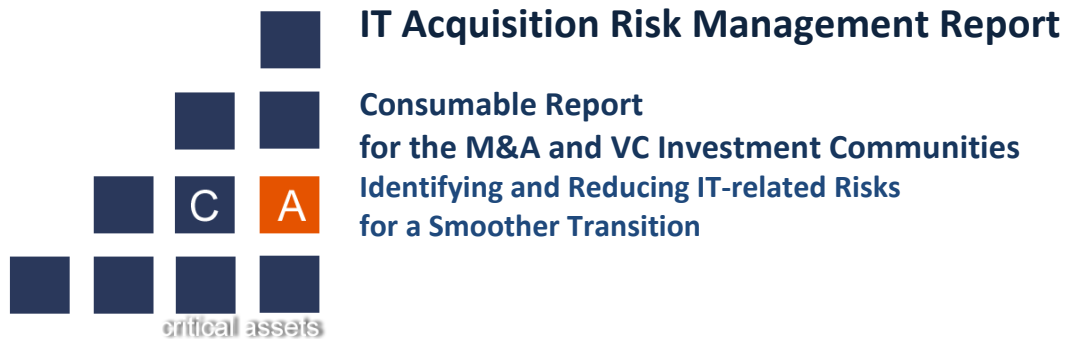 IT Acquisition Risk Management Report
Consumable Report
for the M&A and VC Investment Communities
Identifying and Reducing IT-related Risks
for a Smoother Transition
C A
critical assets